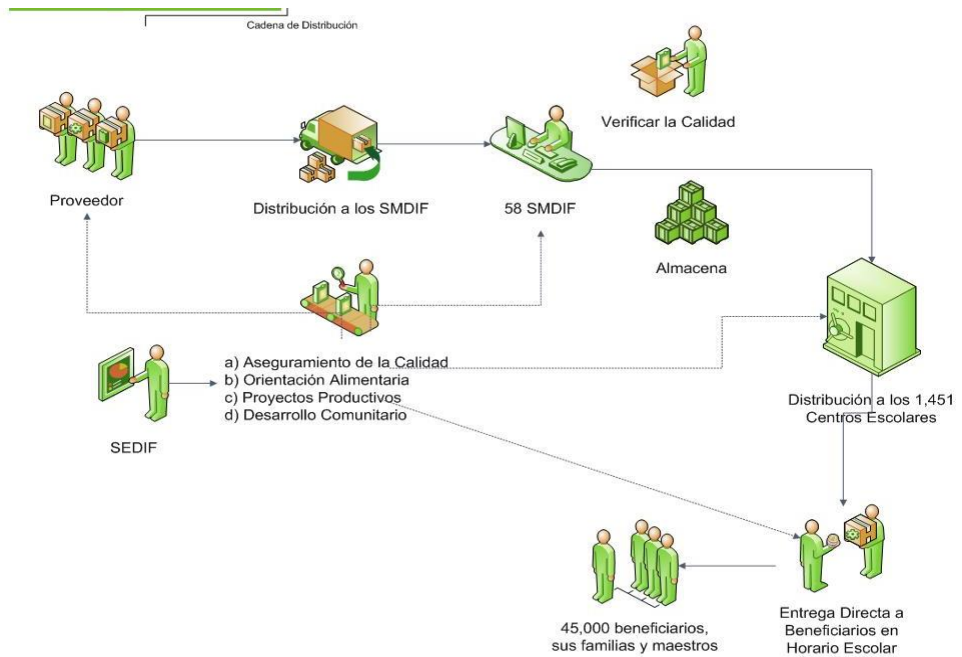 Cadena de Distribución
Verificar la Calidad
Proveedor
Distribución a los SMDIF
58 SMDIF
Almacena
a) Aseguramiento de la Calidad
b) Orientación Alimentaria
c) Proyectos Productivos
d) Desarrollo Comunitario
SEDIF
Distribución a los 1,451
Centros Escolares
45,000 beneficiarios,
sus familias y maestros
Entrega Directa a
Beneficiarios en
Horario Escolar